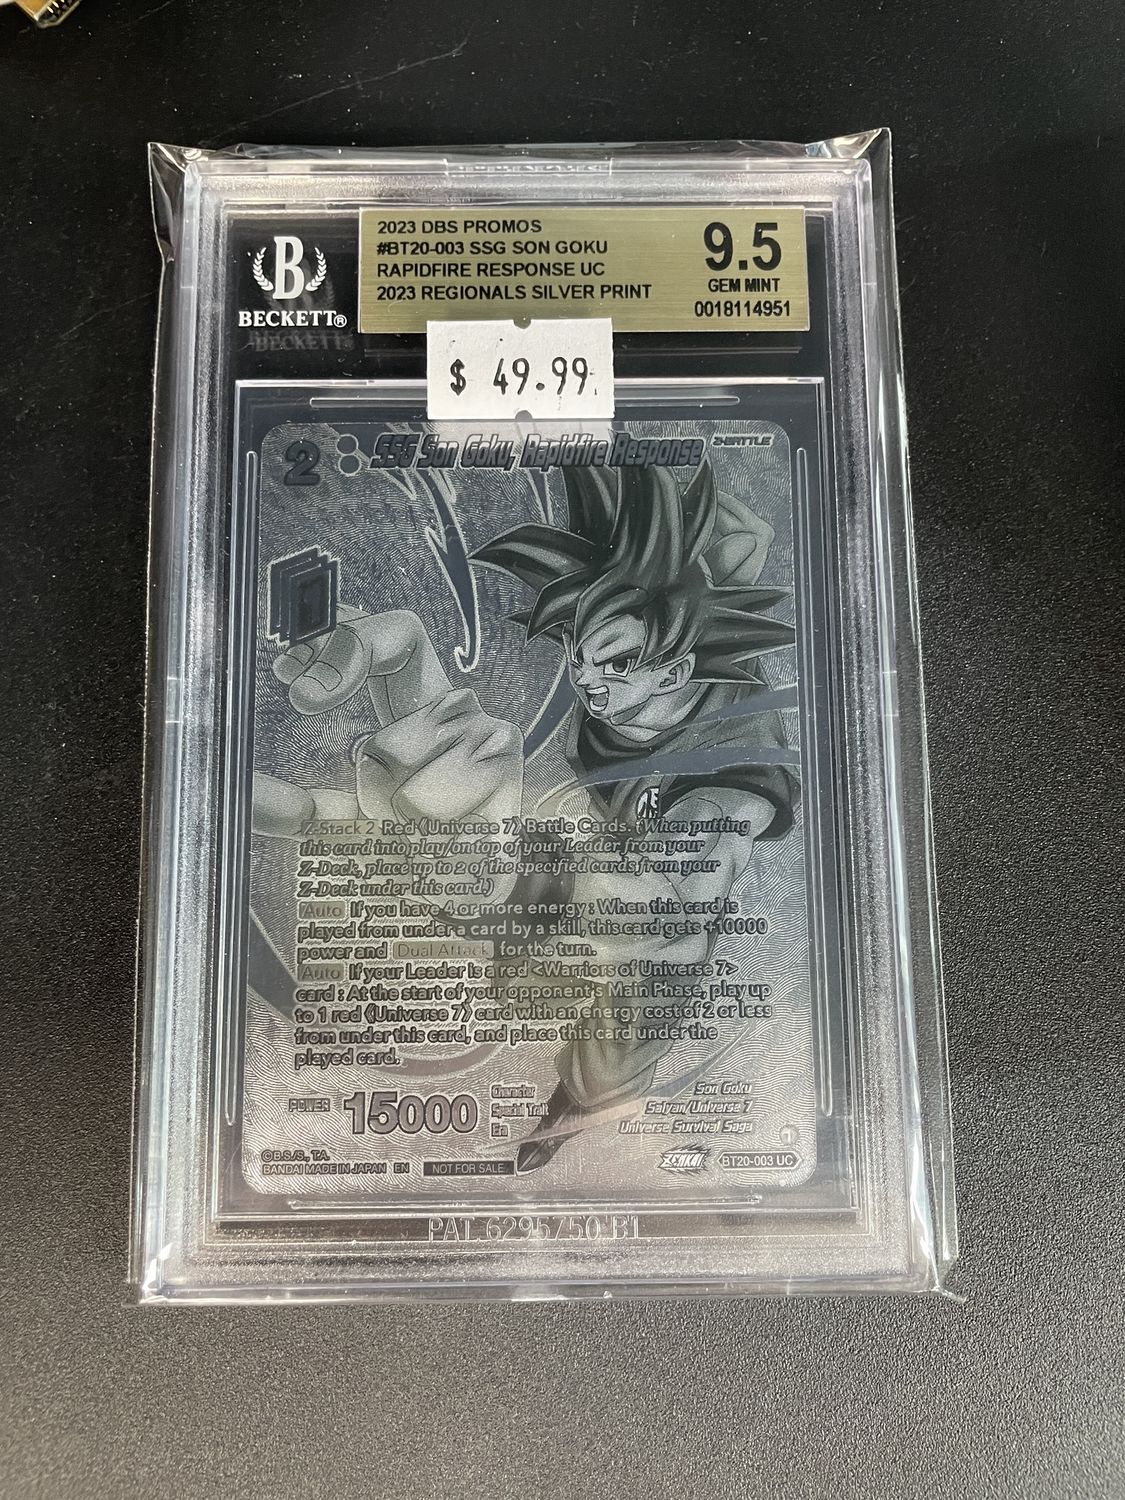 B
BECKETT®
2023 DBS PROMOS
#BT20-003 SSG SON GOKU
RAPIDFIRE RESPONSE UC
2023 REGIONALS SILVER PRINT
9.5
GEM MINT
0018114951
$ 49.99
2
SSG Son Goku, Rapidfire Response
Z-BATTLE
Z-Stack 2 Red 《Universe 7》 Battle Cards. (When putting
this card into play/on top of your Leader from your
Z-Deck, place up to 2 of the specified cards from your
Z-Deck under this card.)
Auto If you have 4 or more energy : When this card is
played from under a card by a skill, this card gets +10000
power and Dual Attack for the turn.
Auto If your Leader is a red <Warriors of Universe 7>
card : At the start of your opponent's Main Phase, play up
to 1 red 《Universe 7》 card with an energy cost of 2 or less
from under this card, and place this card under the
played card.
POWER 15000
Character Son Goku
Special Trait Saiyan/Universe 7
Era Universe Survival Saga
©B.S./S., T.A.
BANDAI MADE IN JAPAN EN NOT FOR SALE
ZENKAI
BT20-003 UC
PAT. 6295750 B1